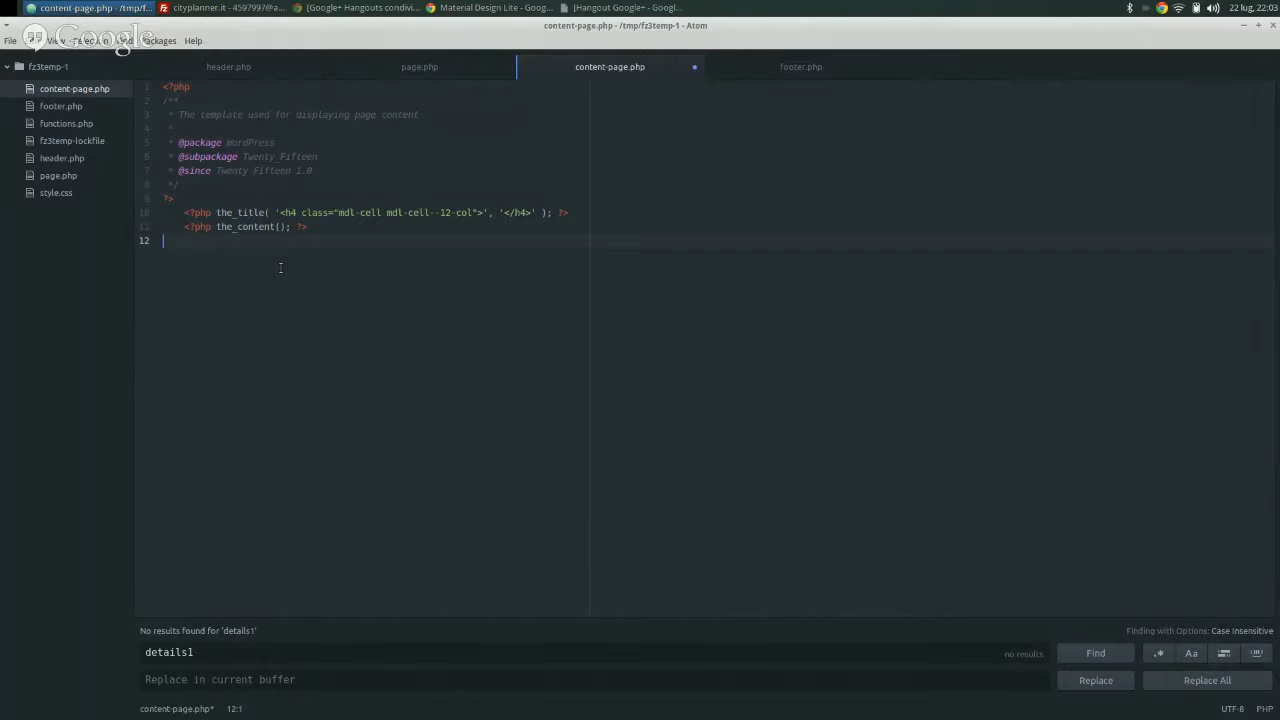 content-page.php - /tmp/f...
cityplanner.it - 4597997@a...
[Google+ Hangouts condivi...
Material Design Lite - Goog...
[Hangout Google+ - Googl...
22 lug, 22:03
content-page.php - /tmp/fz3temp-1 - Atom
File
View
Selection
Find
Packages
Help
Google
fz3temp-1
header.php
page.php
content-page.php
footer.php
content-page.php
footer.php
functions.php
fz3temp-lockfile
header.php
page.php
style.css
1 <?php
2 /**
3 * The template used for displaying page content
4 *
5 * @package WordPress
6 * @subpackage Twenty_Fifteen
7 * @since Twenty Fifteen 1.0
8 */
9 ?>
10 <?php the_title( '<h4 class="mdl-cell mdl-cell--12-col">', '</h4>' ); ?>
11 <?php the_content(); ?>
12
No results found for 'details1'
Finding with Options: Case Insensitive
details1
no results
Find
.*
Aa
Replace in current buffer
Replace
Replace All
content-page.php* 12:1
UTF-8 PHP